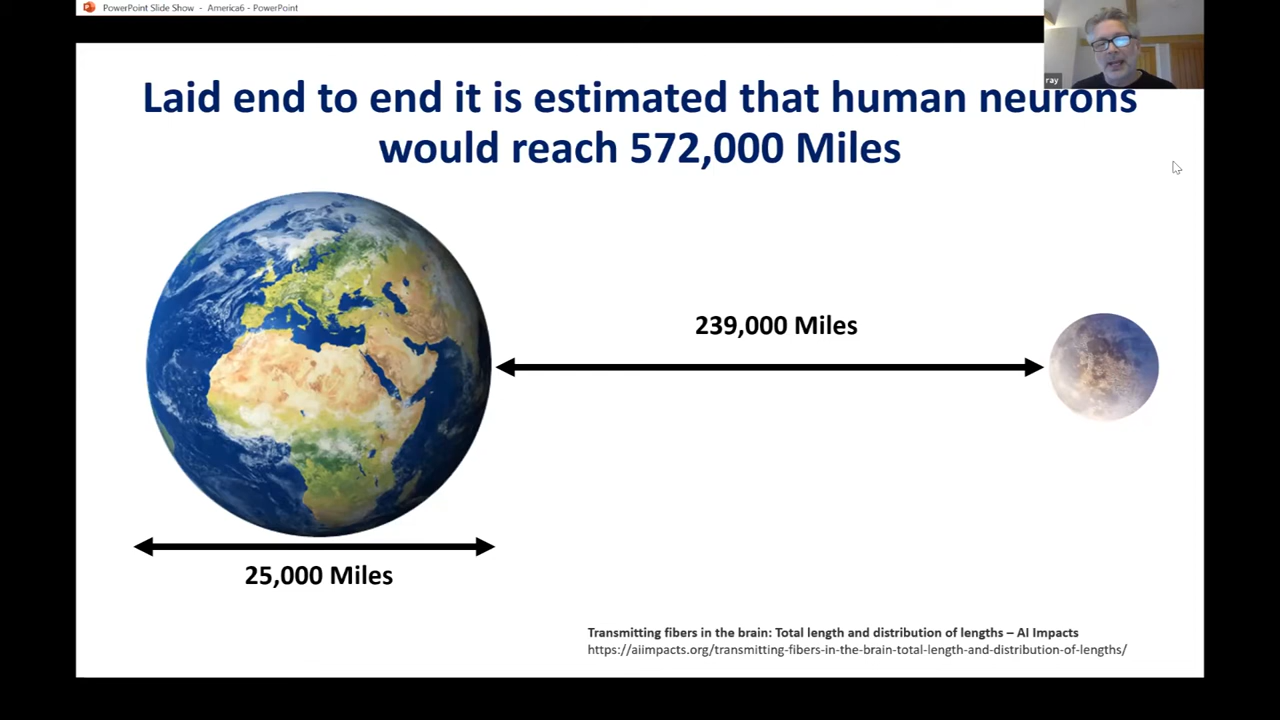 PowerPoint Slide Show - America6 - PowerPoint
ray
Laid end to end it is estimated that human neurons
would reach 572,000 Miles
239,000 Miles
25,000 Miles
Transmitting fibers in the brain: Total length and distribution of lengths – AI Impacts
https://aiimpacts.org/transmitting-fibers-in-the-brain-total-length-and-distribution-of-lengths/